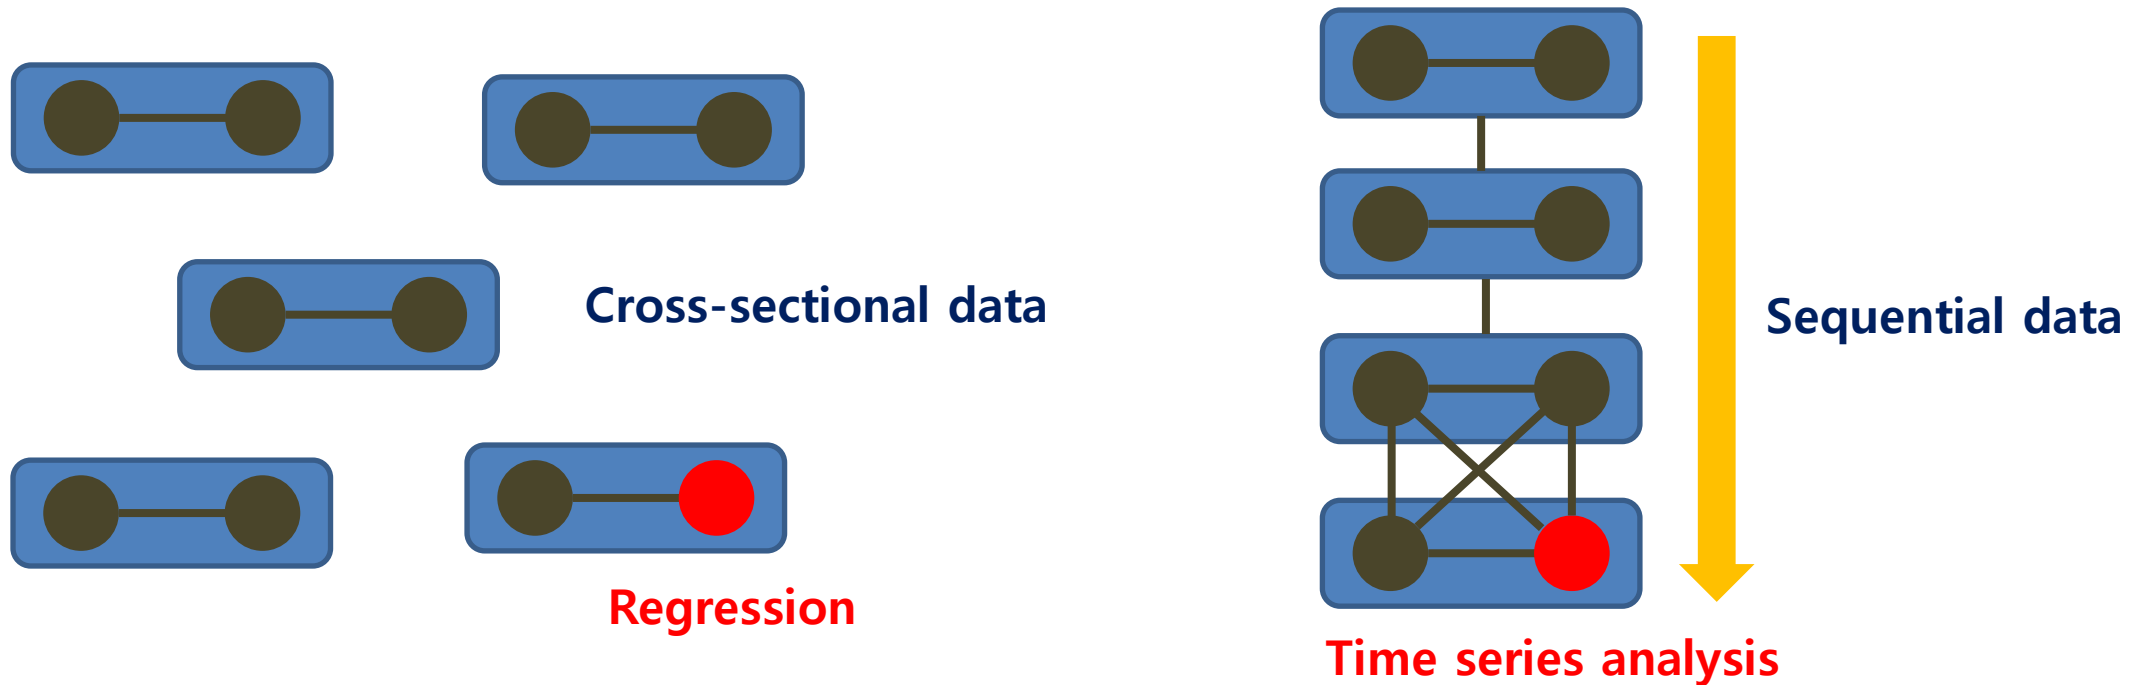 Cross-sectional data
Regression
Sequential data
Time series analysis